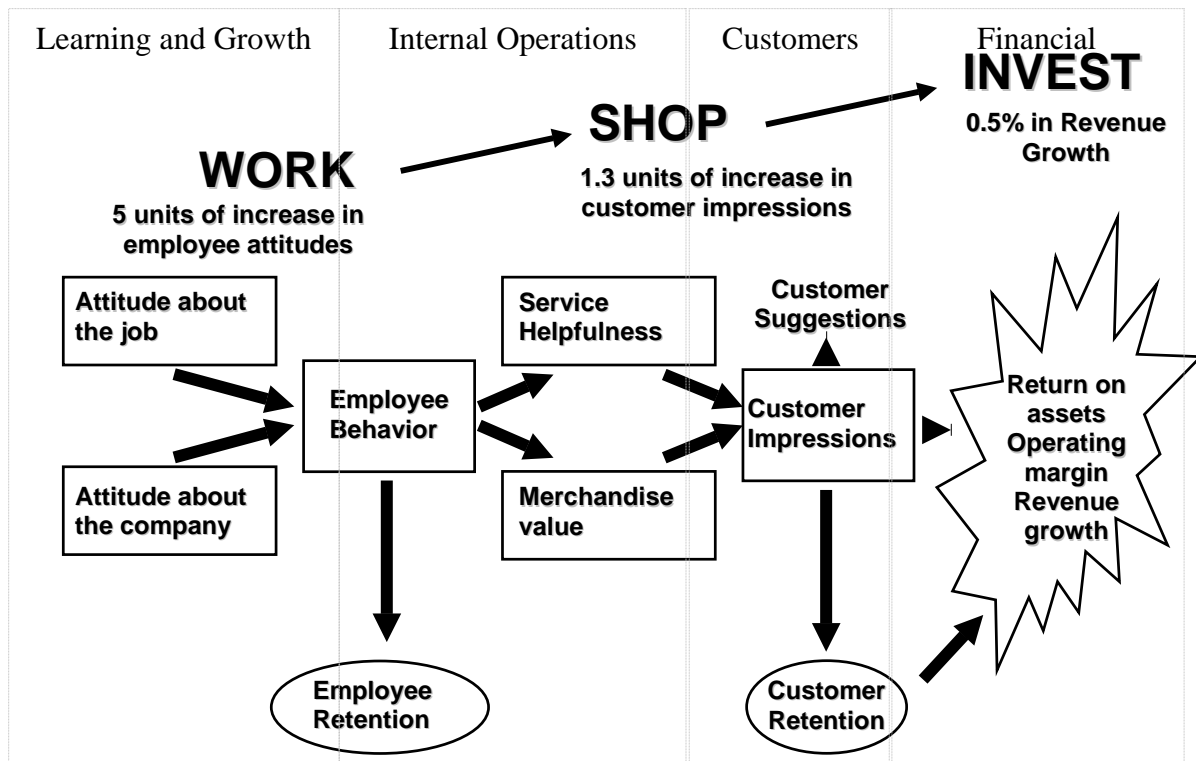 Learning and Growth
Internal Operations
Customers
Financial
INVEST
0.5% in Revenue
Growth
SHOP
1.3 units of increase in
customer impressions
WORK
5 units of increase in
employee attitudes
Attitude about
the job
Attitude about
the company
Employee
Behavior
Service
Helpfulness
Merchandise
value
Customer
Suggestions
Customer
Impressions
Return on
assets
Operating
margin
Revenue
growth
Employee
Retention
Customer
Retention